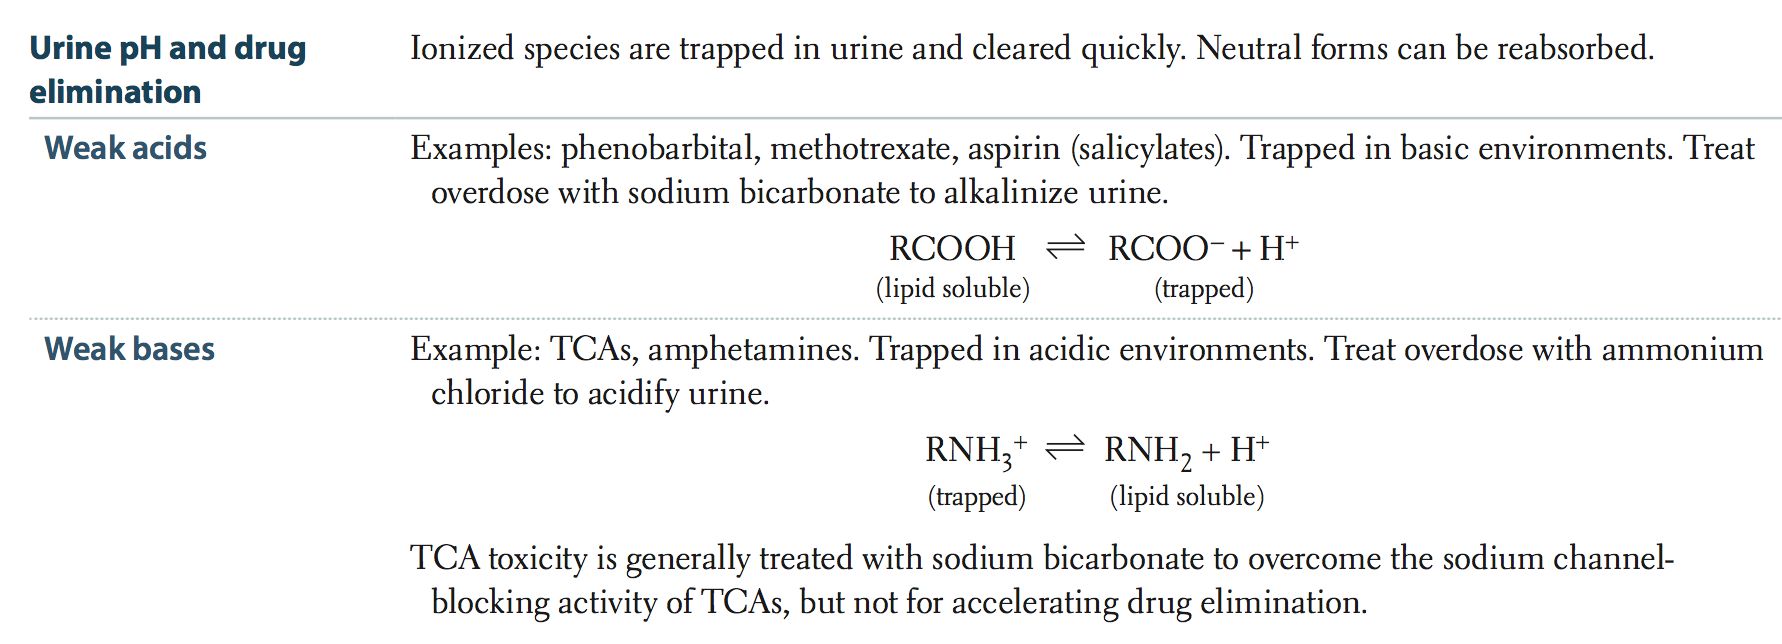 Urine pH and drug elimination
Ionized species are trapped in urine and cleared quickly. Neutral forms can be reabsorbed.
Weak acids
Examples: phenobarbital, methotrexate, aspirin (salicylates). Trapped in basic environments. Treat
overdose with sodium bicarbonate to alkalinize urine.
RCOOH ⇌ RCOO⁻ + H⁺
(lipid soluble) (trapped)
Weak bases
Example: TCAs, amphetamines. Trapped in acidic environments. Treat overdose with ammonium
chloride to acidify urine.
RNH₃⁺ ⇌ RNH₂ + H⁺
(trapped) (lipid soluble)
TCA toxicity is generally treated with sodium bicarbonate to overcome the sodium channel-
blocking activity of TCAs, but not for accelerating drug elimination.